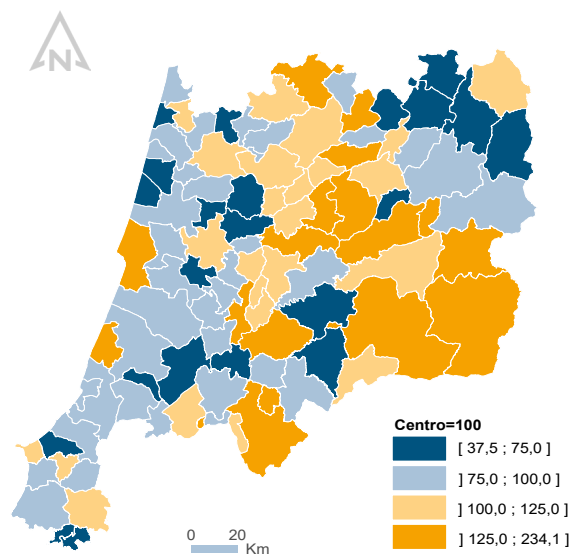 N
Centro=100
[ 37,5 ; 75,0 ]
] 75,0 ; 100,0 ]
] 100,0 ; 125,0 ]
] 125,0 ; 234,1 ]
0 20
Km